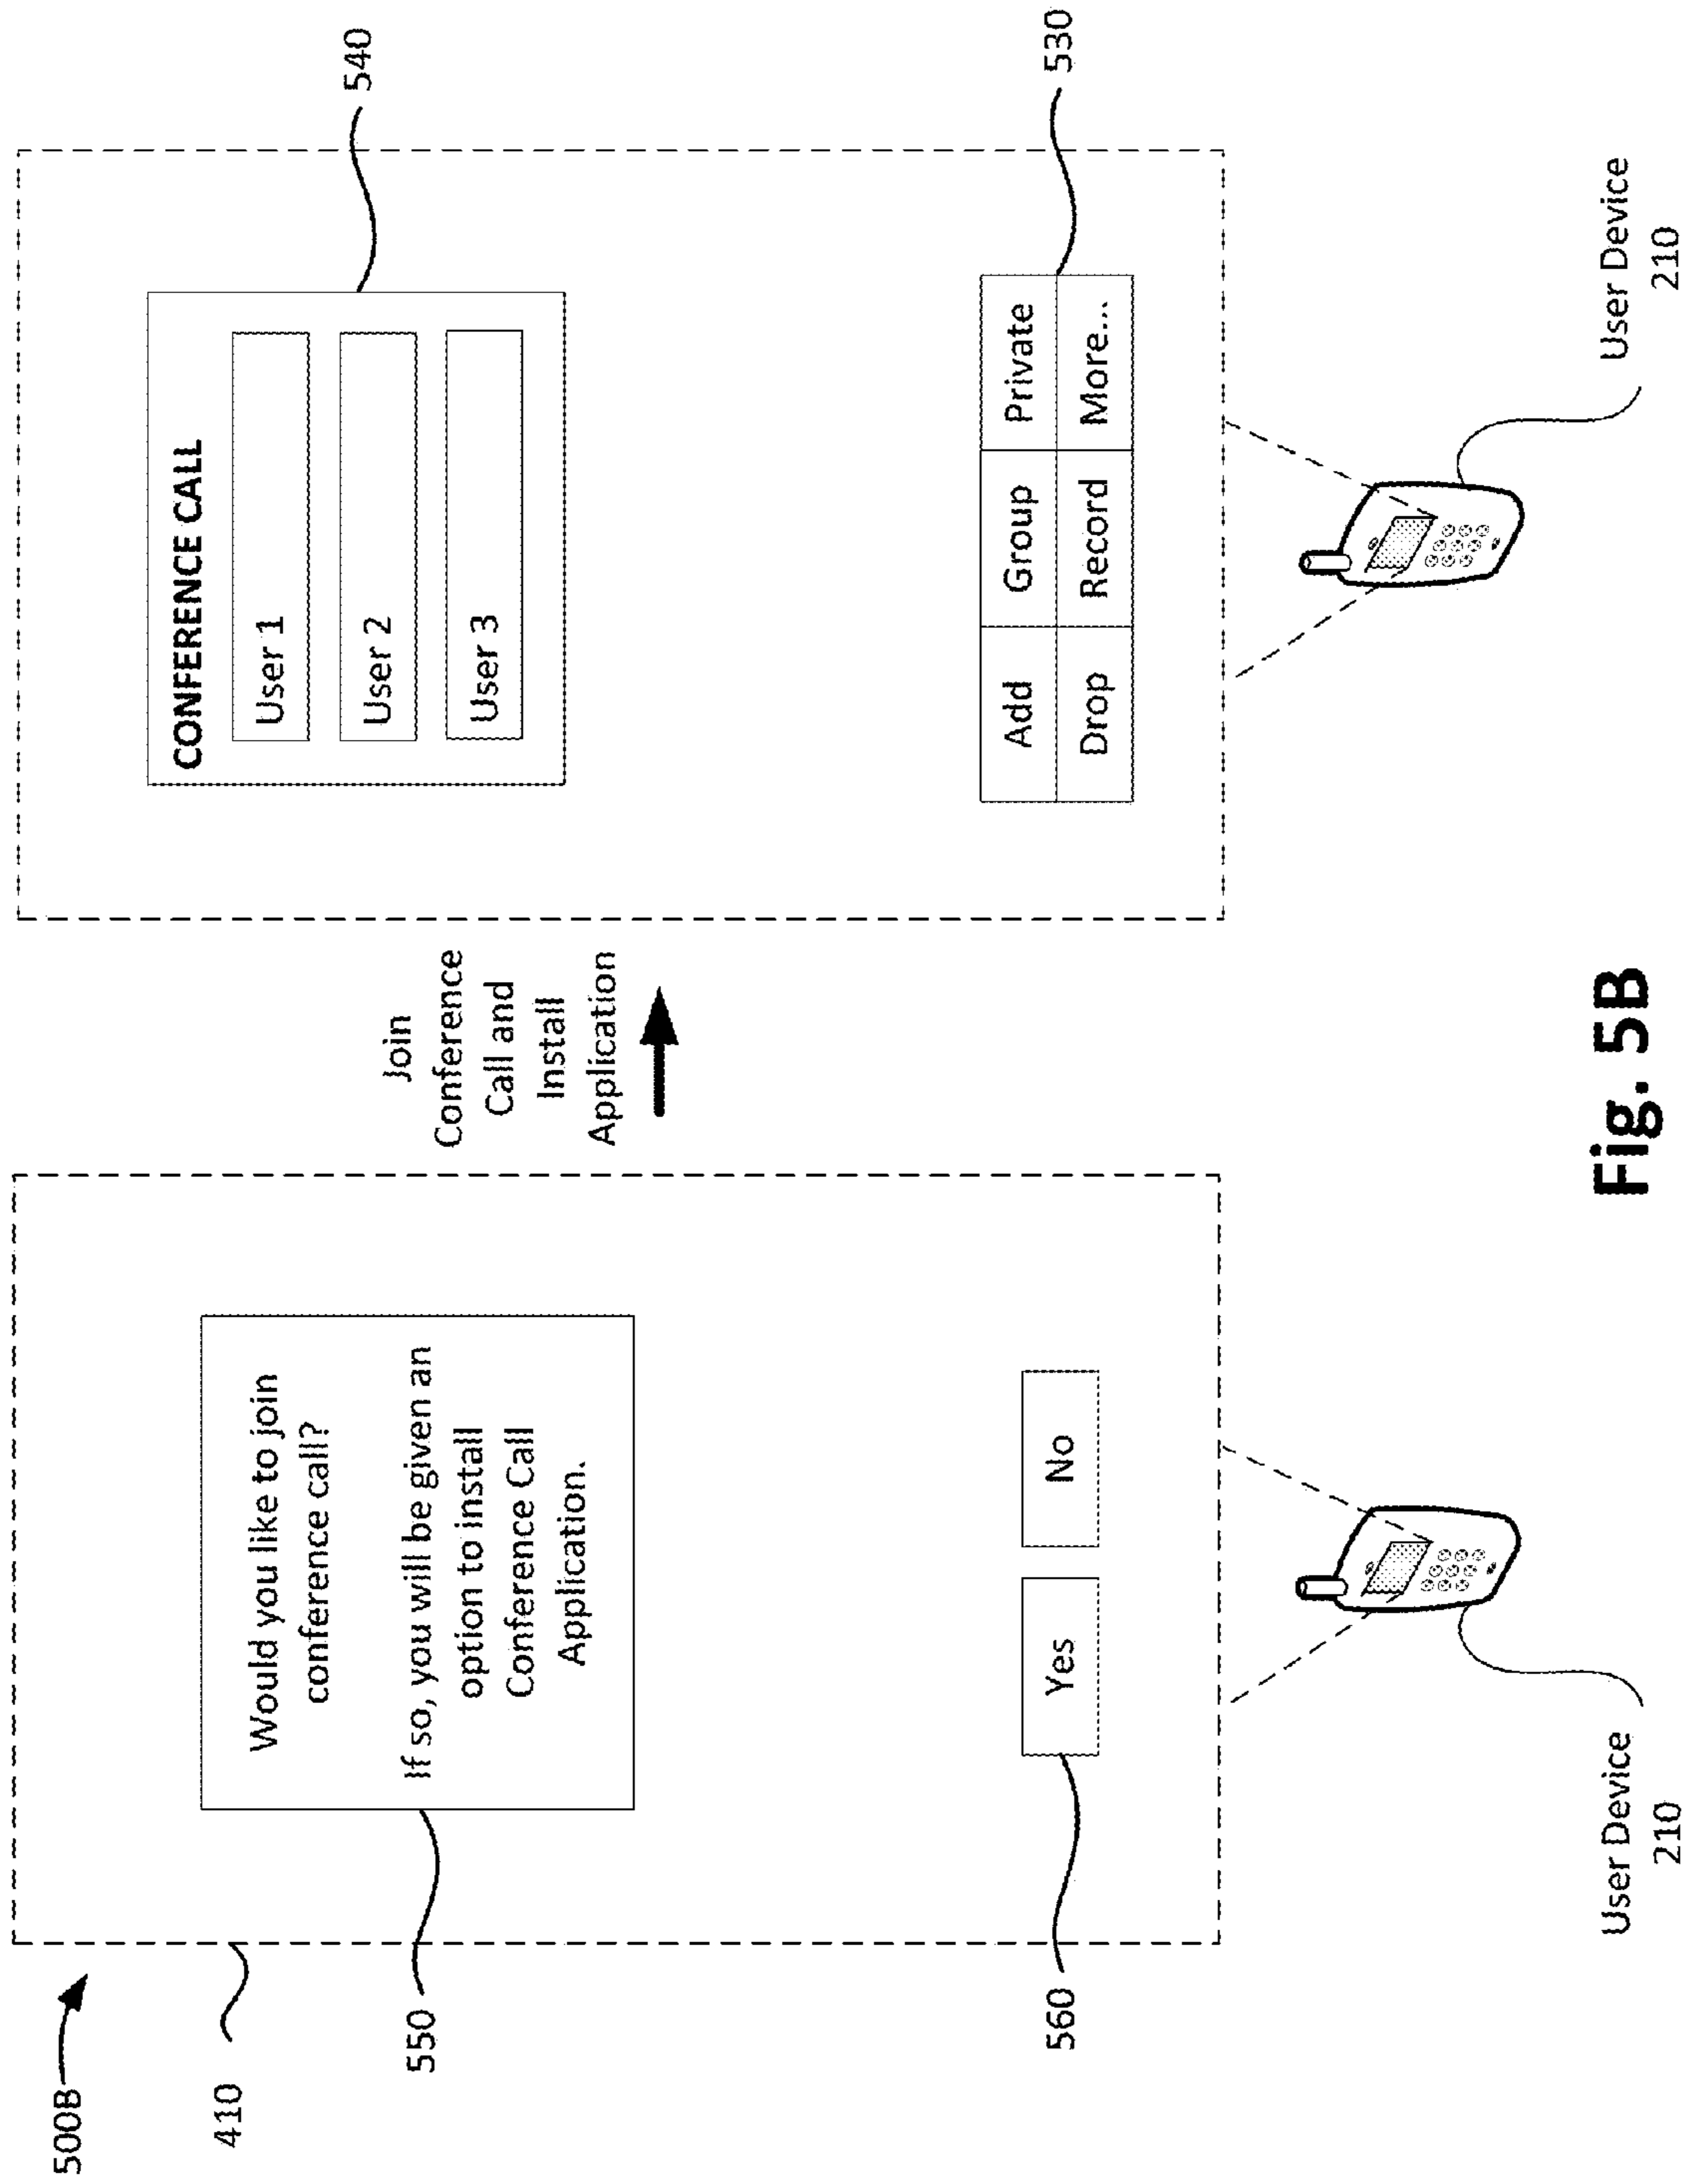 500B
410
550
Would you like to join
conference call?
If so, you will be given an
option to install
Conference Call
Application.
560
Yes
No
User Device
210
Join
Conference
Call and
Install
Application
540
CONFERENCE CALL
User 1
User 2
User 3
530
Add
Group
Private
Drop
Record
More...
User Device
210
Fig. 5B